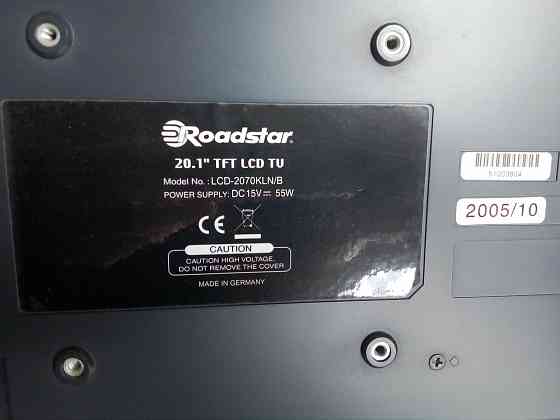 Roadstar
20.1" TFT LCD TV
Model No. : LCD-2070KLN/B
POWER SUPPLY: DC15V⎓ 55W
CE
CAUTION
CAUTION HIGH VOLTAGE.
DO NOT REMOVE THE COVER
MADE IN GERMANY
2005/10